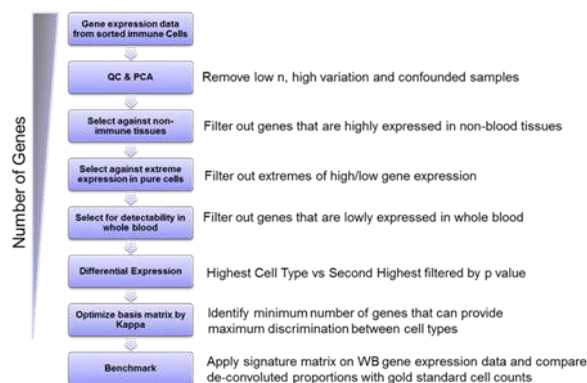 Number of Genes
Gene expression data
from sorted immune Cells
QC & PCA
Remove low n, high variation and confounded samples
Select against non-
immune tissues
Filter out genes that are highly expressed in non-blood tissues
Select against extreme
expression in pure cells
Filter out extremes of high/low gene expression
Select for detectability in
whole blood
Filter out genes that are lowly expressed in whole blood
Differential Expression
Highest Cell Type vs Second Highest filtered by p value
Optimize basis matrix by
Kappa
Identify minimum number of genes that can provide
maximum discrimination between cell types
Benchmark
Apply signature matrix on WB gene expression data and compare
de-convoluted proportions with gold standard cell counts